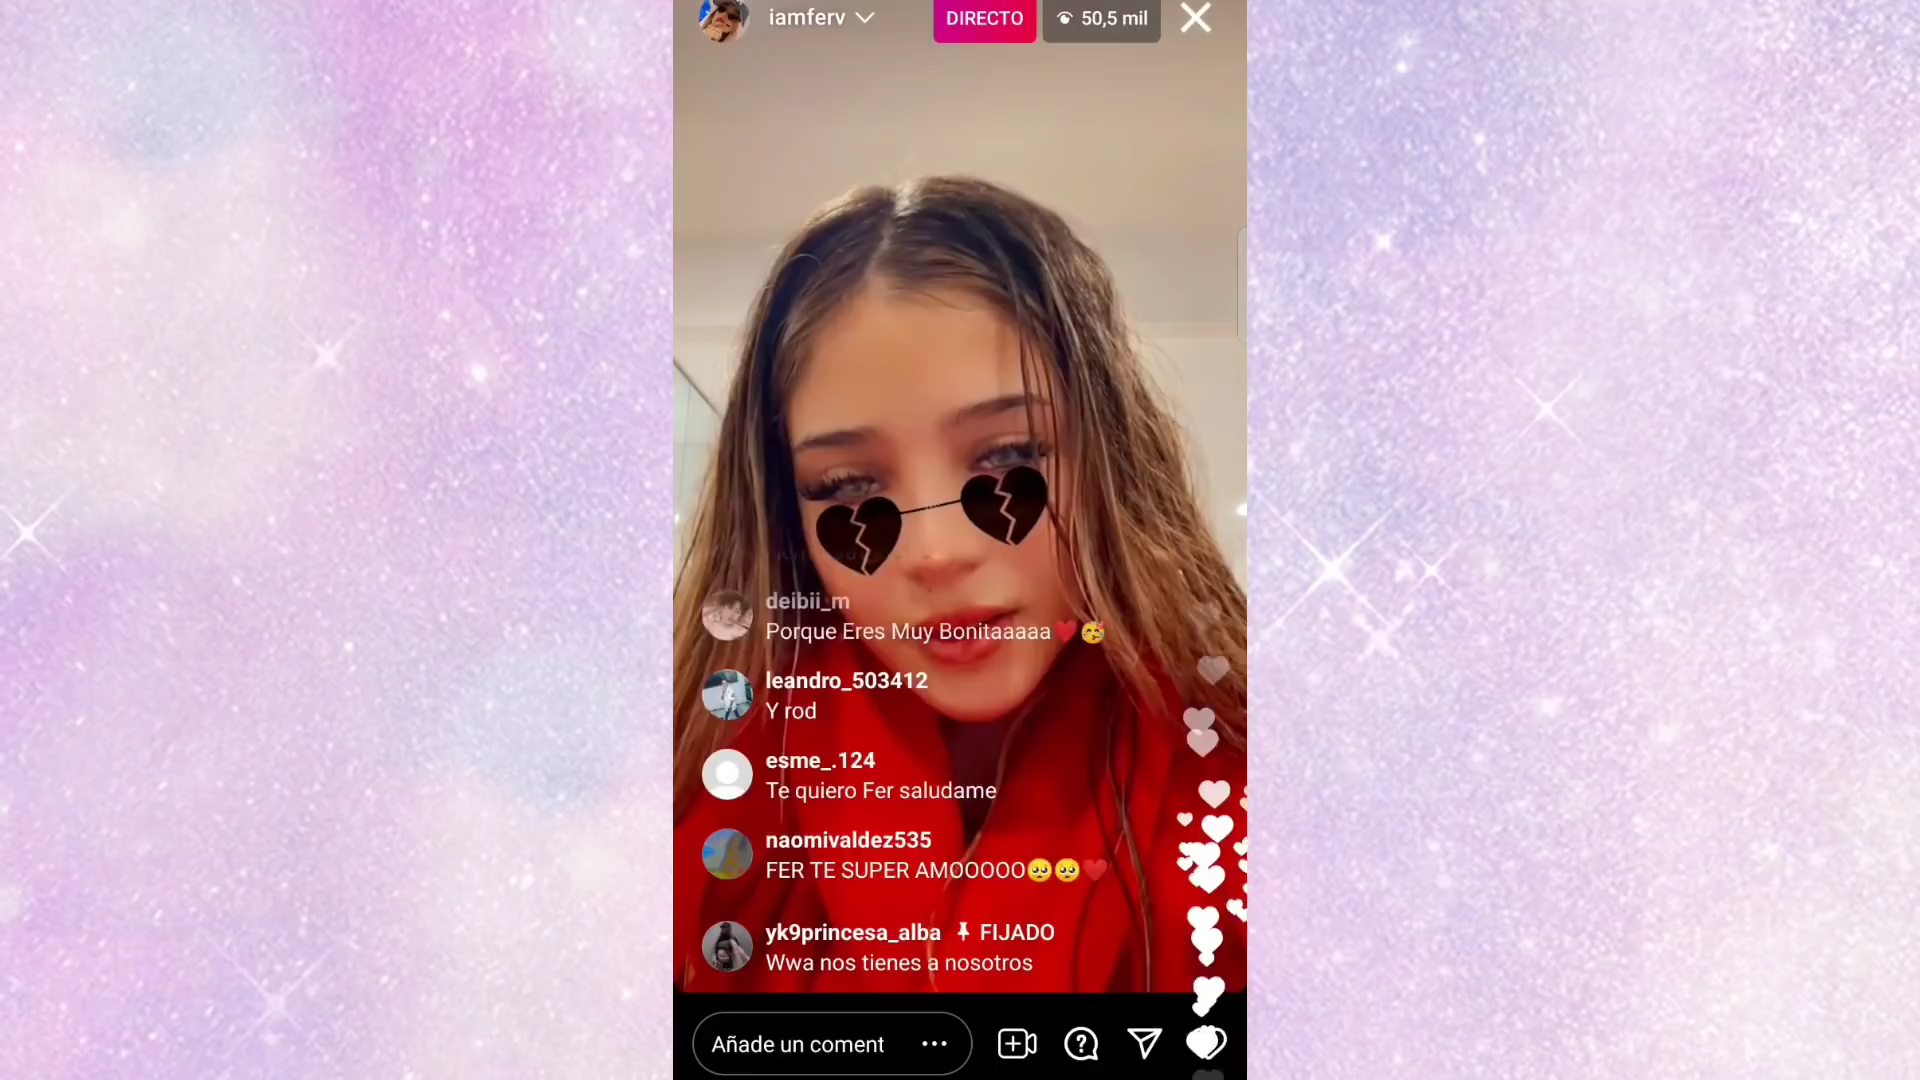 iamferv
DIRECTO
50,5 mil
deibii_m
Porque Eres Muy Bonitaaaaa❤️🥳
leandro_503412
Y rod
esme_.124
Te quiero Fer saludame
naomivaldez535
FER TE SUPER AMOOOOO🥺🥺❤️
yk9princesa_alba 📌 FIJADO
Wwa nos tienes a nosotros
Añade un coment